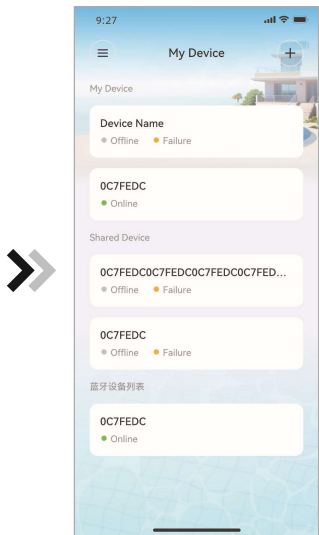 9:27
My Device
My Device
Device Name
Offline Failure
0C7FEDC
Online
Shared Device
0C7FEDC0C7FEDC0C7FEDC0C7FED...
Offline Failure
0C7FEDC
Offline Failure
蓝牙设备列表
0C7FEDC
Online